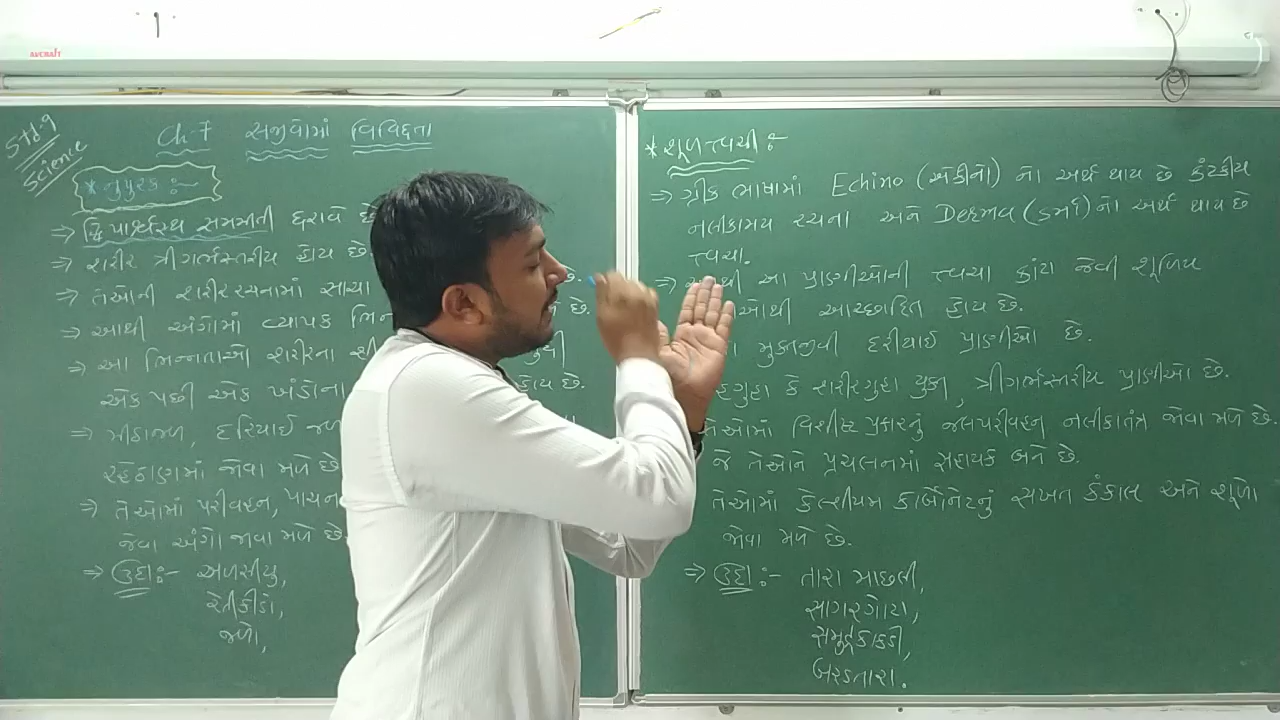 Std.9
Science
Ch-7 સજીવોમાં વિવિધતા
* નુપુરક :-
⇒ દ્વિપાર્શ્વસ્થ સમમીતી ધરાવે છે
⇒ શરીર ત્રીગર્ભસ્તરીય હોય છે.
⇒ તેઓની શરીર રચનામાં સાચા
છે.
⇒ આથી અંગોમાં વ્યાપક
છે.
⇒ આ ભિન્નતાઓ શરીરના
એક પછી એક ખંડોના હોય છે.
⇒ મીઠાજળ, દરિયાઈ જળ
રહેઠાણમાં જોવા મળે છે
⇒ તેઓમાં પરીવહન, પાચન
જેવા અંગો જોવા મળે છે.
⇒ ઉદા:- અળસીયુ,
રેતીકીડો,
જળો,
* શૂળત્વચી :-
⇒ ગ્રીક ભાષામાં Echino (એકીનો) નો અર્થ થાય છે કંટકીય
નલીકામય રચના અને Derma (ડર્મા) નો અર્થ થાય છે
ત્વચા.
⇒ આ પ્રાણીઓની ત્વચા કાંટા જેવી શૂળિય
આચ્છાદિત હોય છે.
મુક્તજીવી દરીયાઈ પ્રાણીઓ છે.
કે શરીરગુહા યુક્ત, ત્રીગર્ભસ્તરીય પ્રાણીઓ છે.
તેઓમાં વિશીષ્ટ પ્રકારનું જલપરીવહન નલીકાતંત્ર જોવા મળે છે.
જે તેઓને પ્રચલનમાં સહાયક બને છે.
તેઓમાં કેલ્શીયમ કાર્બોનેટનું સખત કંકાલ અને શૂળો
જોવા મળે છે.
⇒ ઉદા:- તારા માછલી,
સાગરગોટા,
સમુદ્રકાકડી,
બરડતારા.